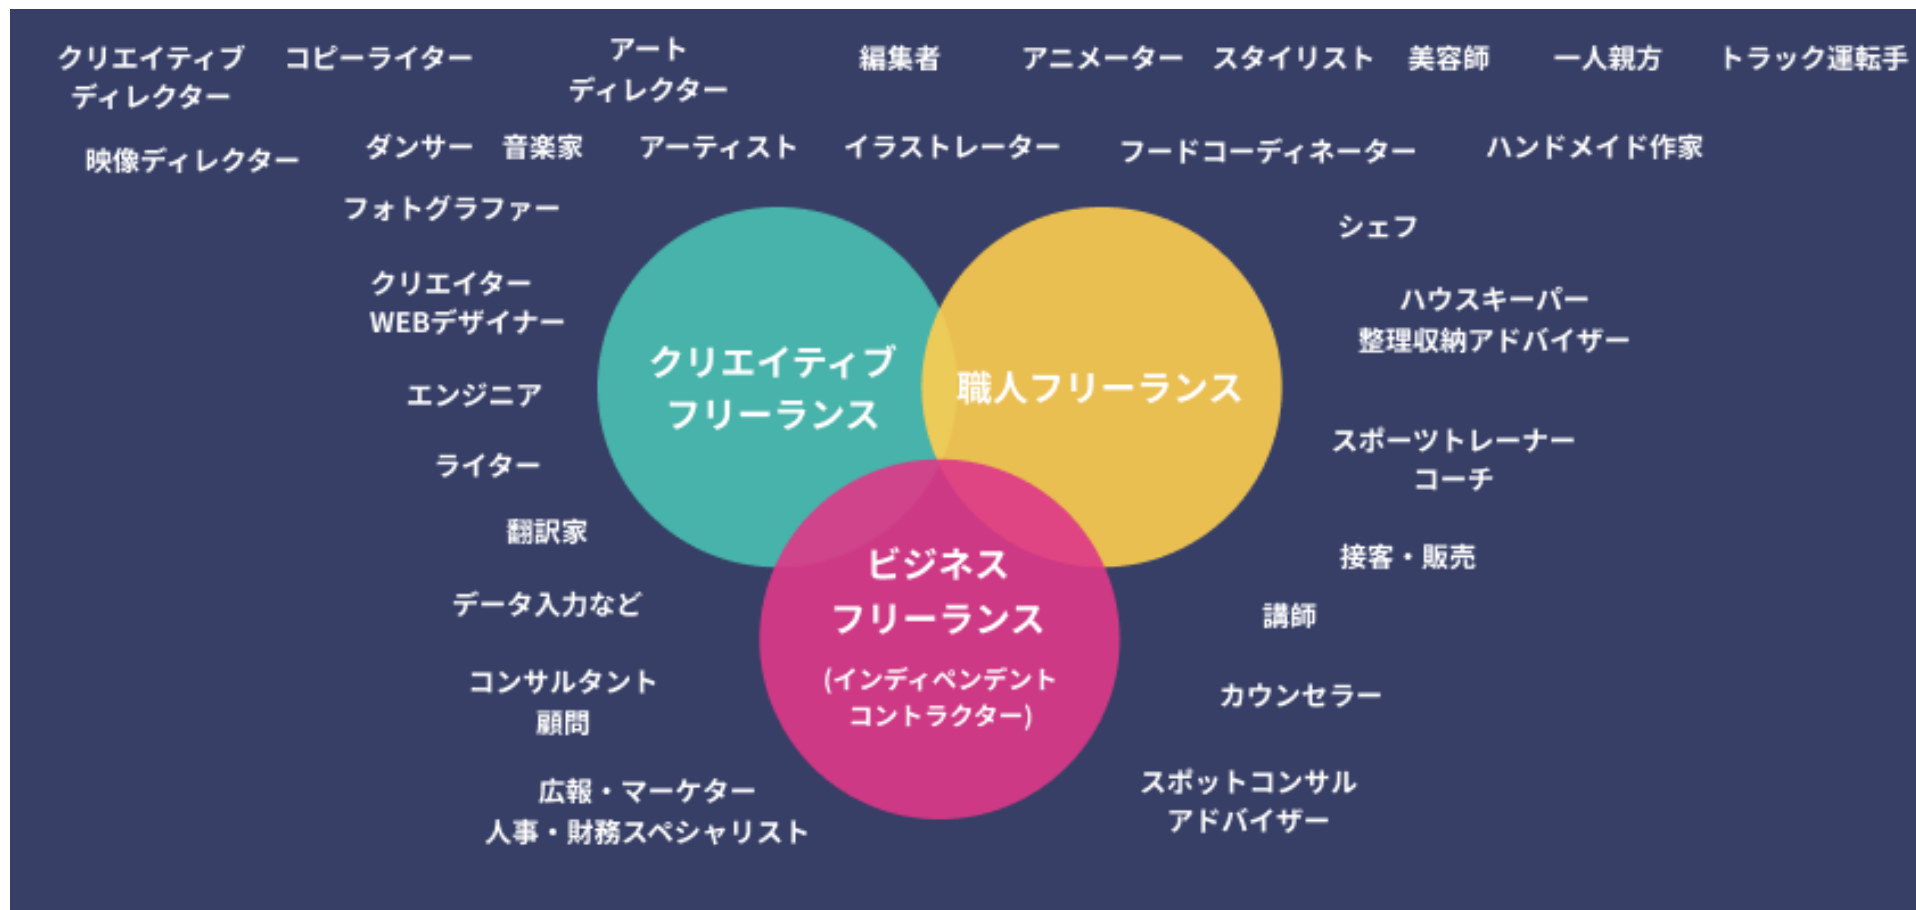 クリエイティブ
ディレクター
コピーライター
アート
ディレクター
編集者
アニメーター
スタイリスト
美容師
一人親方
トラック運転手
映像ディレクター
ダンサー
音楽家
アーティスト
イラストレーター
フードコーディネーター
ハンドメイド作家
フォトグラファー
シェフ
クリエイター
WEBデザイナー
ハウスキーパー
整理収納アドバイザー
クリエイティブ
フリーランス
職人フリーランス
エンジニア
ライター
スポーツトレーナー
コーチ
翻訳家
接客・販売
ビジネス
フリーランス
(インディペンデント
コントラクター)
データ入力など
講師
コンサルタント
顧問
カウンセラー
広報・マーケター
人事・財務スペシャリスト
スポットコンサル
アドバイザー